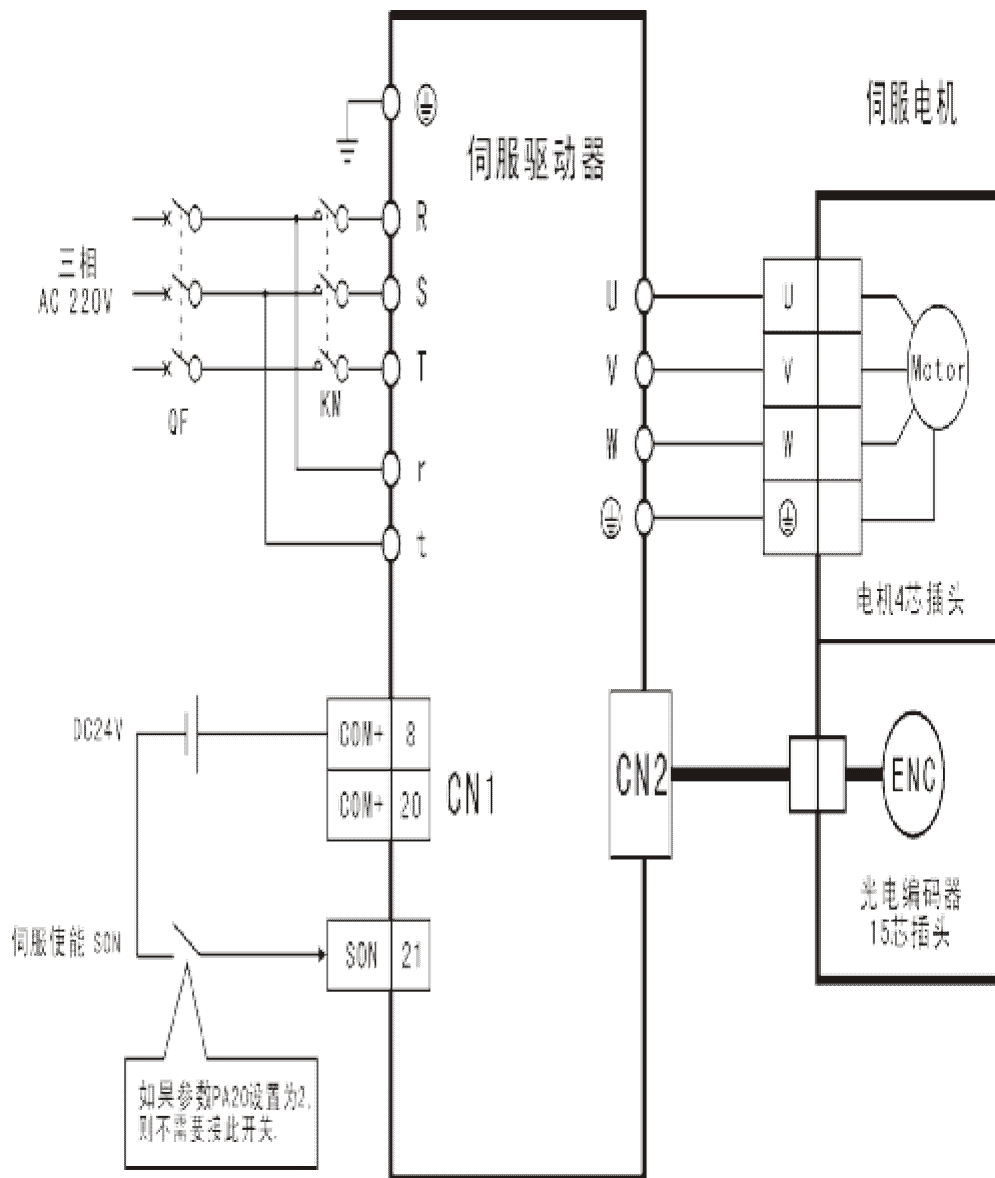 伺服电机
伺服驱动器
R
三相
AC 220V
S
U
U
T
V
V
Motor
QF
KM
W
W
r
t
电机4芯插头
DC24V
COM+ 8
COM+ 20
CN1
CN2
ENC
光电编码器
15芯插头
伺服使能 SON
SON 21
如果参数PA20设置为2,
则不需要接此开关.